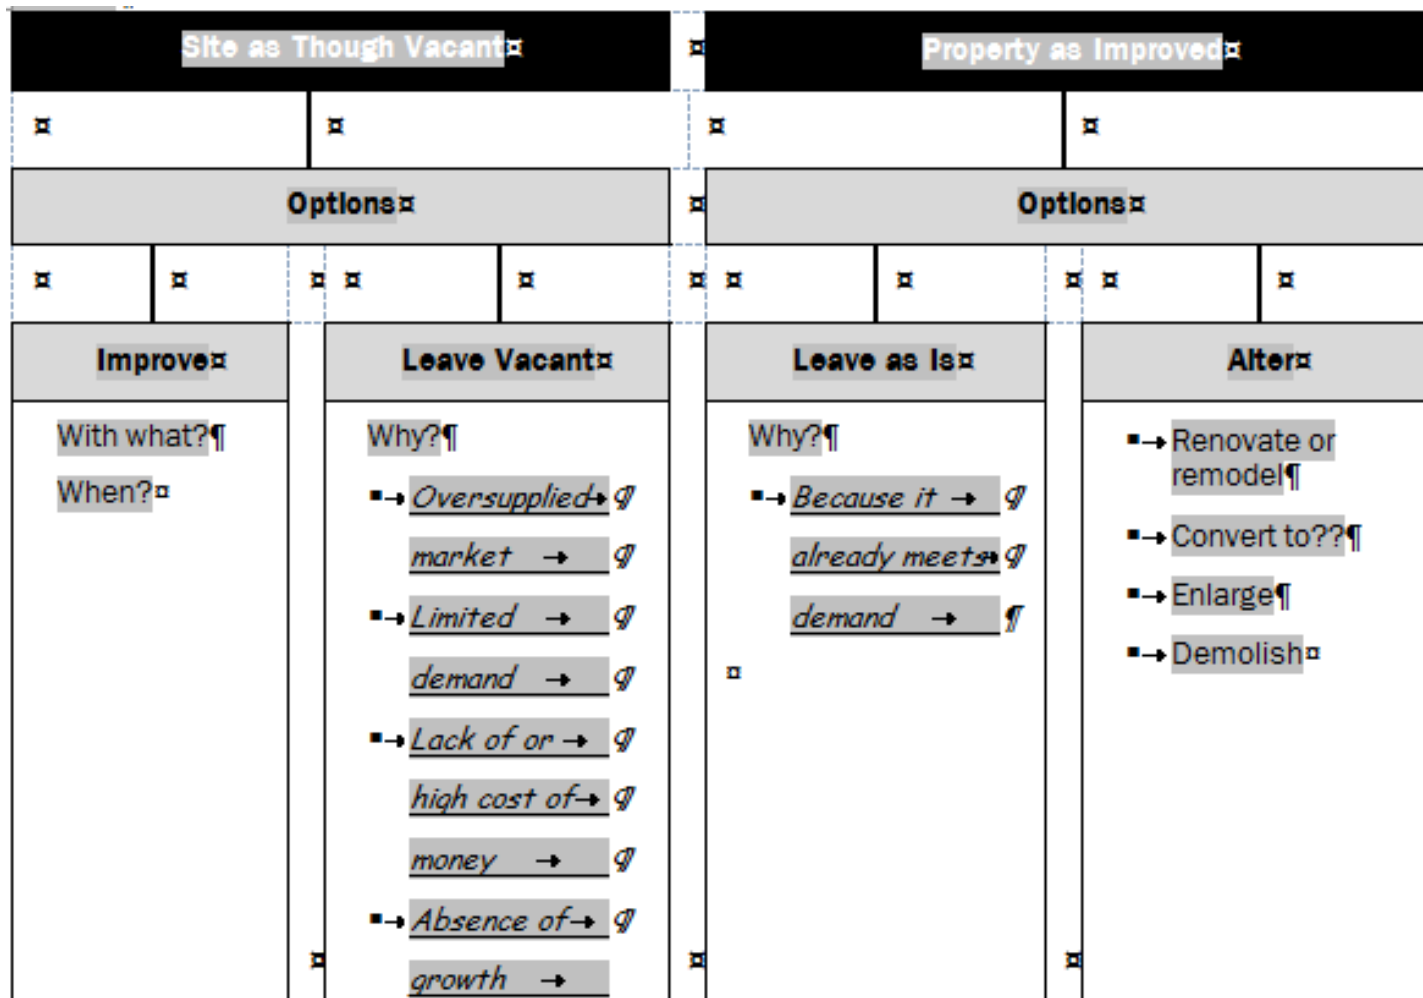 Site as Though Vacant¤ ¤ Property as Improved¤
¤ ¤ ¤ ¤
Options¤ ¤ Options¤
¤ ¤ ¤ ¤ ¤ ¤ ¤ ¤ ¤ ¤ ¤
Improve¤
With what?¶
When?¤
¤
Leave Vacant¤
Why?¶
▪→Oversupplied→¶
market →¶
▪→Limited →¶
demand →¶
▪→Lack of or →¶
high cost of→¶
money →¶
▪→Absence of→¶
growth →
¤
Leave as Is¤
Why?¶
▪→Because it →¶
already meets→¶
demand →¶
¤
¤
Alter¤
▪→Renovate or
remodel¶
▪→Convert to??¶
▪→Enlarge¶
▪→Demolish¤